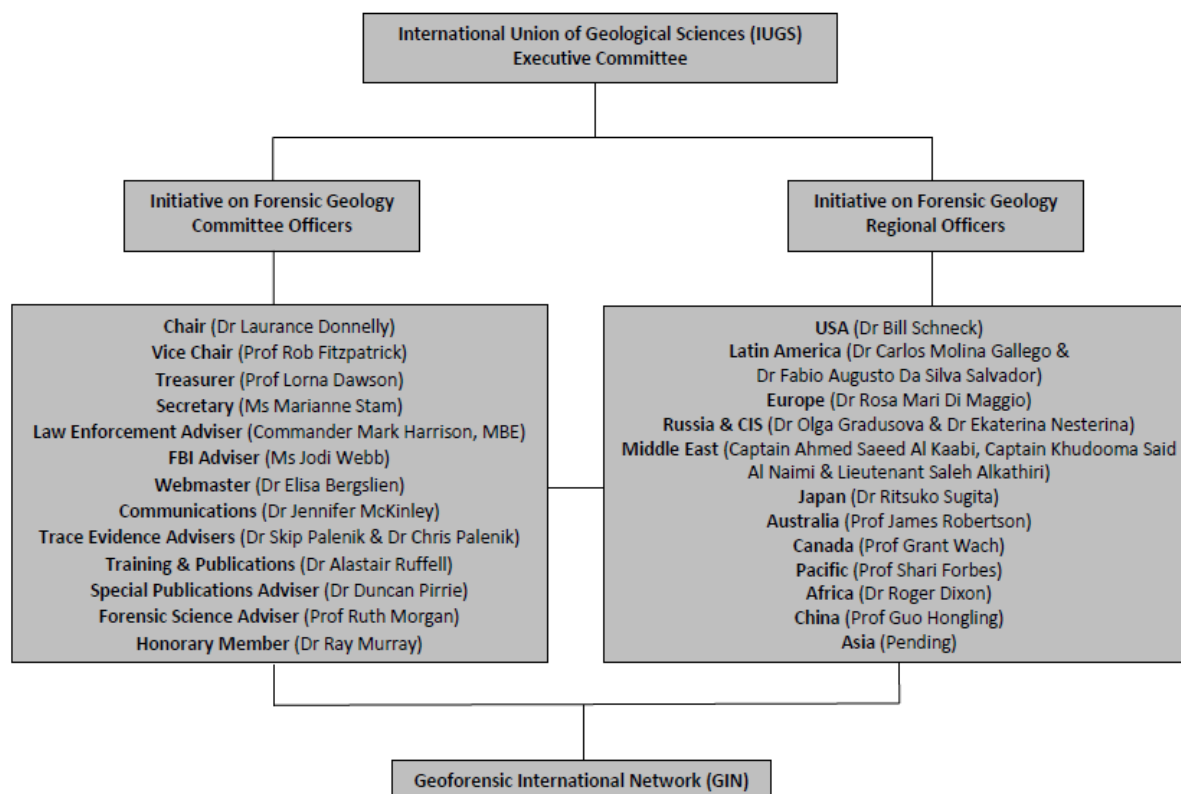 International Union of Geological Sciences (IUGS)
Executive Committee
Initiative on Forensic Geology
Committee Officers
Initiative on Forensic Geology
Regional Officers
Chair (Dr Laurance Donnelly)
Vice Chair (Prof Rob Fitzpatrick)
Treasurer (Prof Lorna Dawson)
Secretary (Ms Marianne Stam)
Law Enforcement Adviser (Commander Mark Harrison, MBE)
FBI Adviser (Ms Jodi Webb)
Webmaster (Dr Elisa Bergslien)
Communications (Dr Jennifer McKinley)
Trace Evidence Advisers (Dr Skip Palenik & Dr Chris Palenik)
Training & Publications (Dr Alastair Ruffell)
Special Publications Adviser (Dr Duncan Pirrie)
Forensic Science Adviser (Prof Ruth Morgan)
Honorary Member (Dr Ray Murray)
USA (Dr Bill Schneck)
Latin America (Dr Carlos Molina Gallego &
Dr Fabio Augusto Da Silva Salvador)
Europe (Dr Rosa Mari Di Maggio)
Russia & CIS (Dr Olga Gradusova & Dr Ekaterina Nesterina)
Middle East (Captain Ahmed Saeed Al Kaabi, Captain Khudooma Said
Al Naimi & Lieutenant Saleh Alkathiri)
Japan (Dr Ritsuko Sugita)
Australia (Prof James Robertson)
Canada (Prof Grant Wach)
Pacific (Prof Shari Forbes)
Africa (Dr Roger Dixon)
China (Prof Guo Hongling)
Asia (Pending)
Geoforensic International Network (GIN)